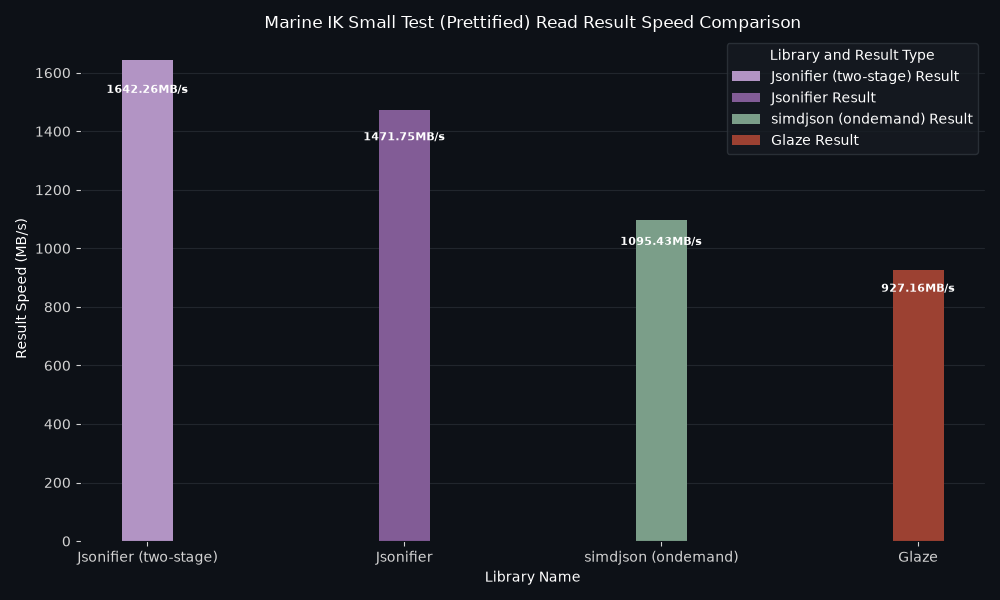 Marine IK Small Test (Prettified) Read Result Speed Comparison
Library and Result Type
Jsonifier (two-stage) Result
Jsonifier Result
simdjson (ondemand) Result
Glaze Result
Result Speed (MB/s)
1600
1400
1200
1000
800
600
400
200
0
1642.26MB/s
1471.75MB/s
1095.43MB/s
927.16MB/s
Jsonifier (two-stage)
Jsonifier
simdjson (ondemand)
Glaze
Library Name